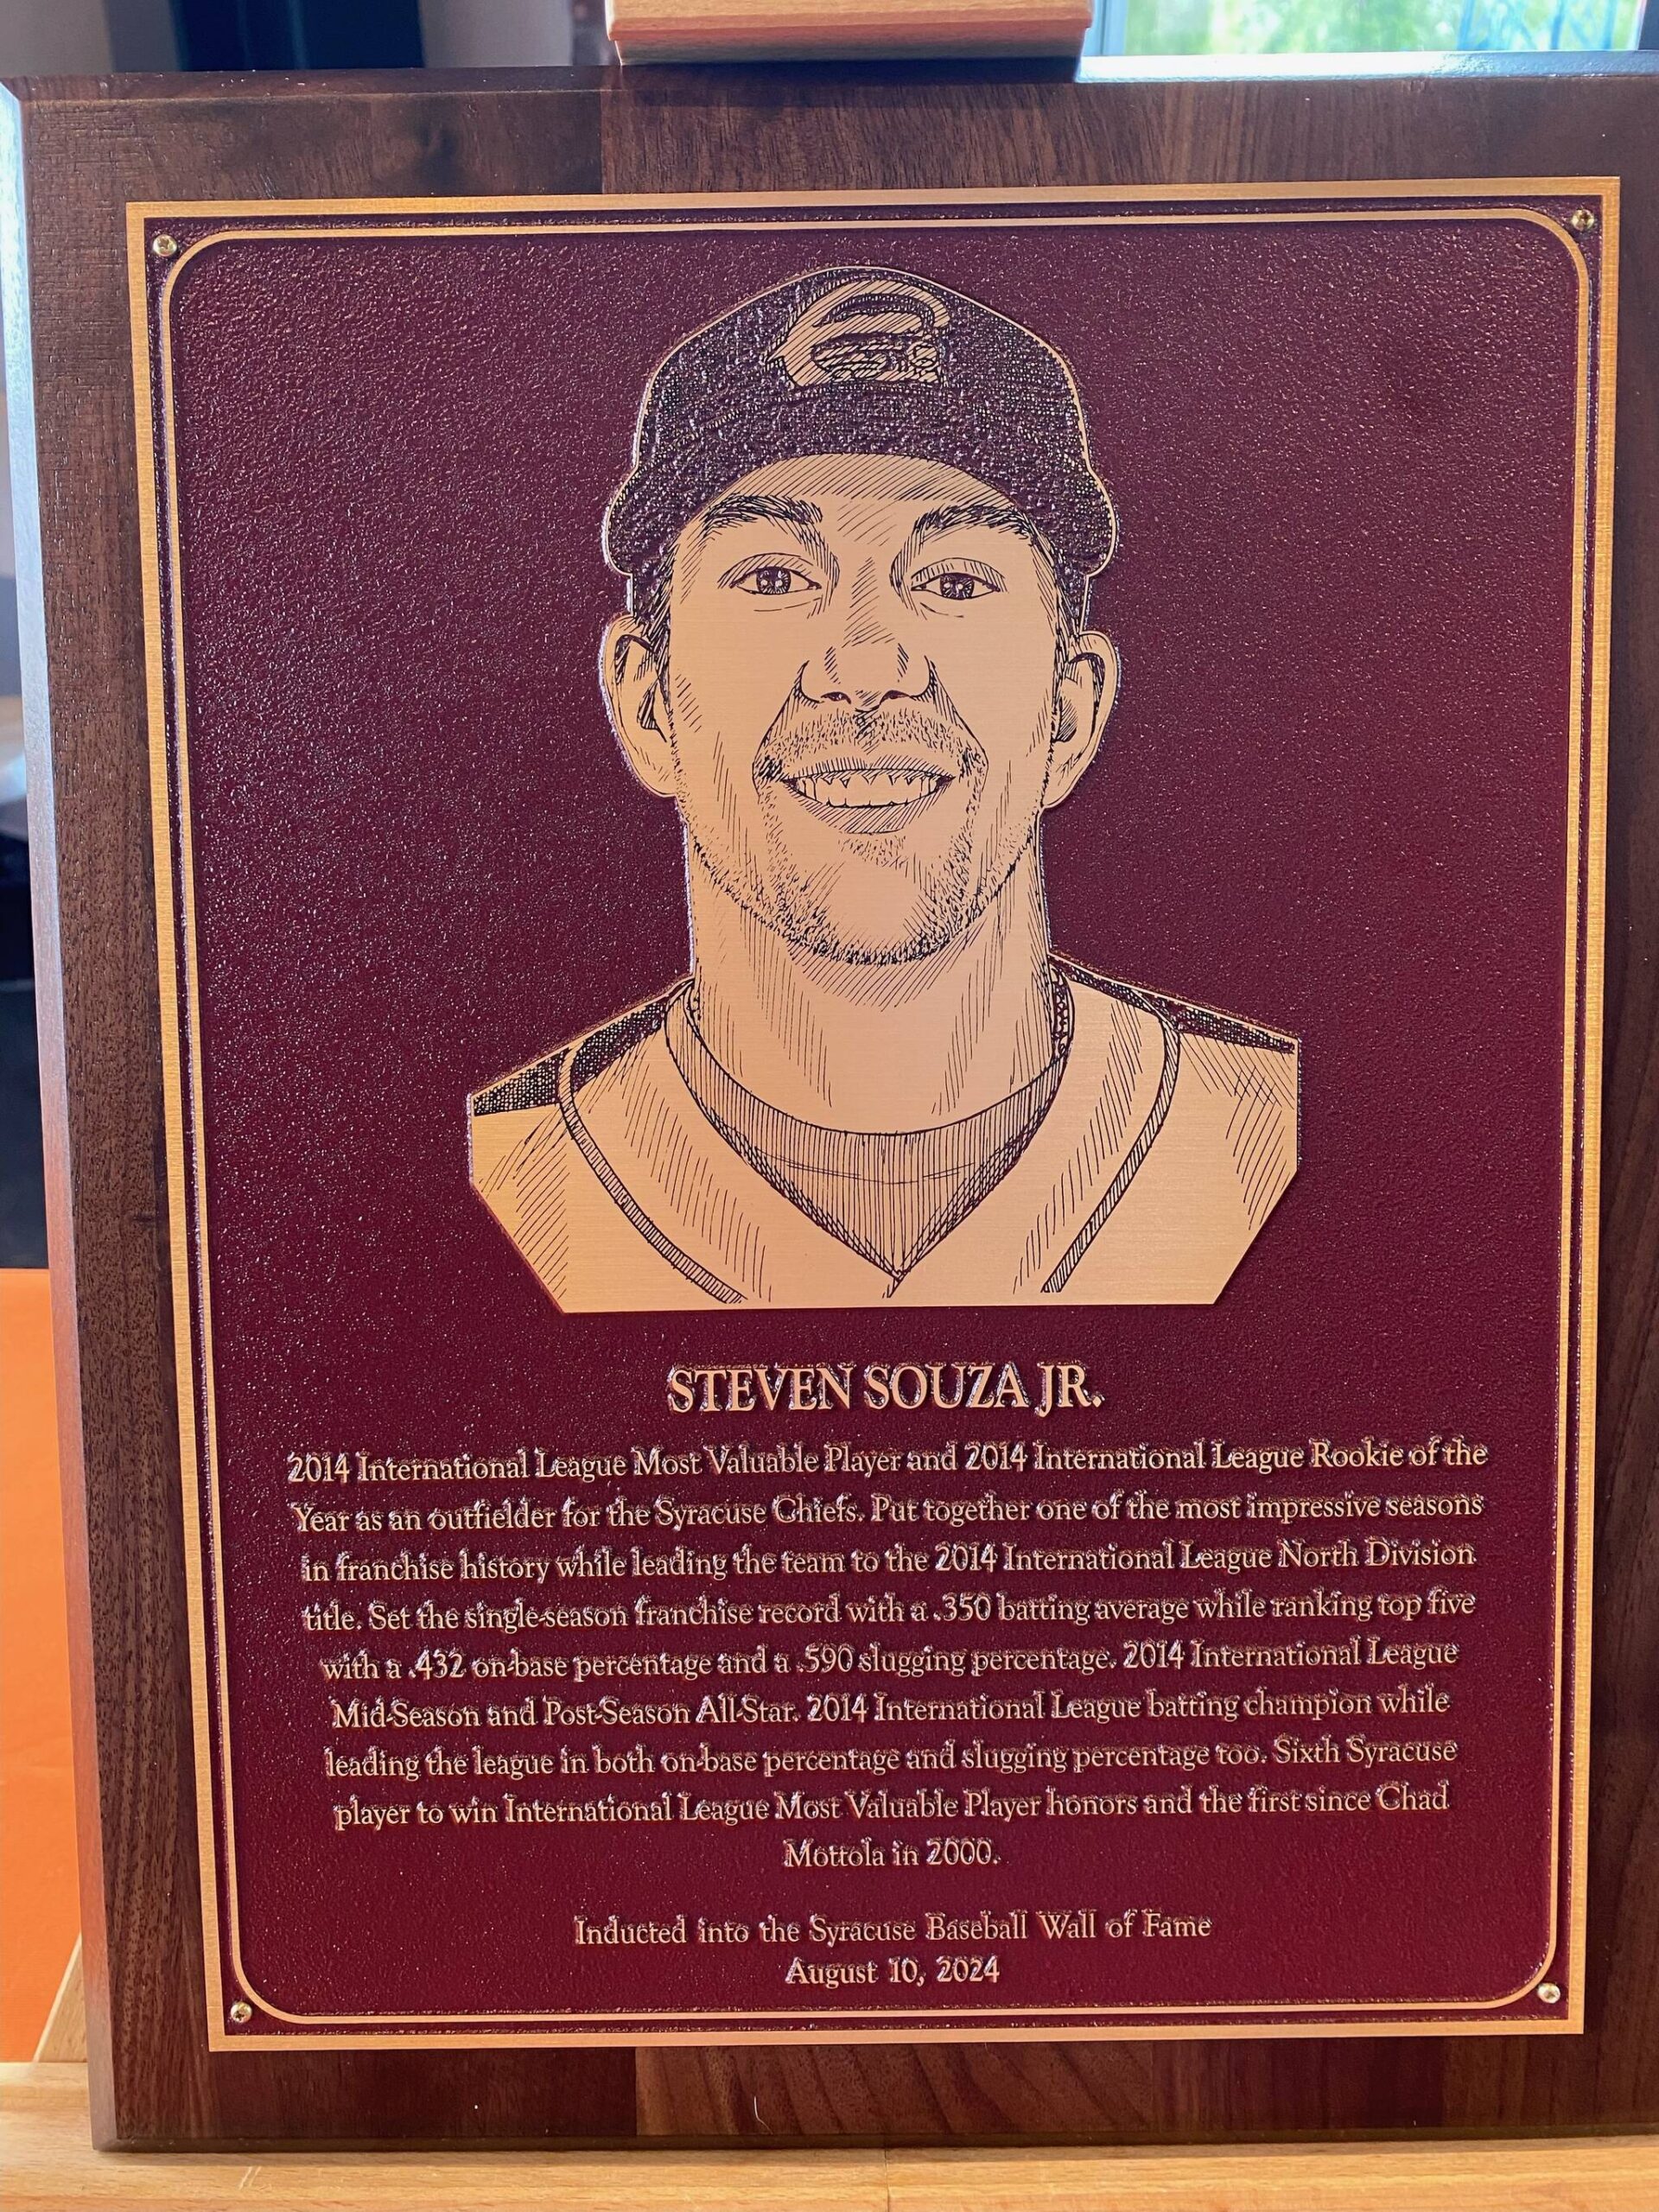 STEVEN SOUZA JR.
2014 International League Most Valuable Player and 2014 International League Rookie of the
Year as an outfielder for the Syracuse Chiefs. Put together one of the most impressive seasons
in franchise history while leading the team to the 2014 International League North Division
title. Set the single-season franchise record with a .350 batting average while ranking top five
with a .432 on-base percentage and a .590 slugging percentage. 2014 International League
Mid-Season and Post-Season All-Star. 2014 International League batting champion while
leading the league in both on-base percentage and slugging percentage too. Sixth Syracuse
player to win International League Most Valuable Player honors and the first since Chad
Mottola in 2000.
Inducted into the Syracuse Baseball Wall of Fame
August 10, 2024